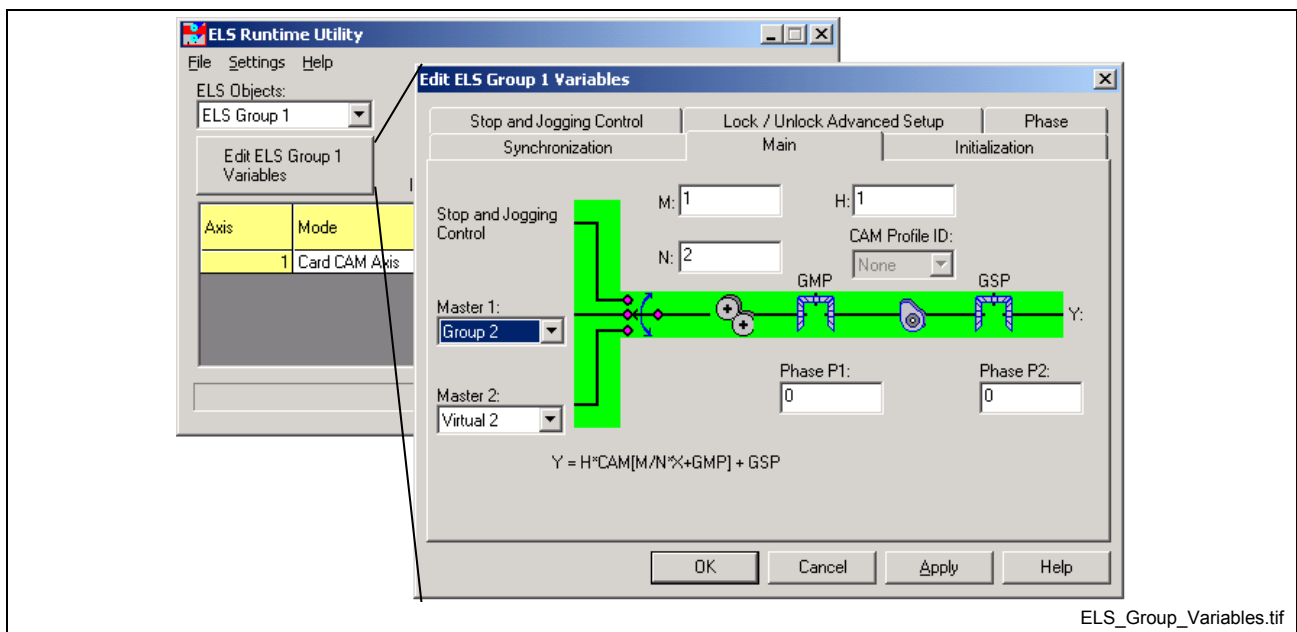 ELS Runtime Utility
File Settings Help
ELS Objects:
ELS Group 1
Edit ELS Group 1
Variables
Axis Mode
1 Card CAM Axis
Edit ELS Group 1 Variables
Stop and Jogging Control Lock / Unlock Advanced Setup Phase
Synchronization Main Initialization
M: 1 H: 1
Stop and Jogging
Control
N: 2 CAM Profile ID:
None
GMP GSP
Master 1:
Group 2
Y:
Phase P1: Phase P2:
0 0
Master 2:
Virtual 2
Y = H*CAM[M/N*X+GMP] + GSP
OK Cancel Apply Help
ELS_Group_Variables.tif